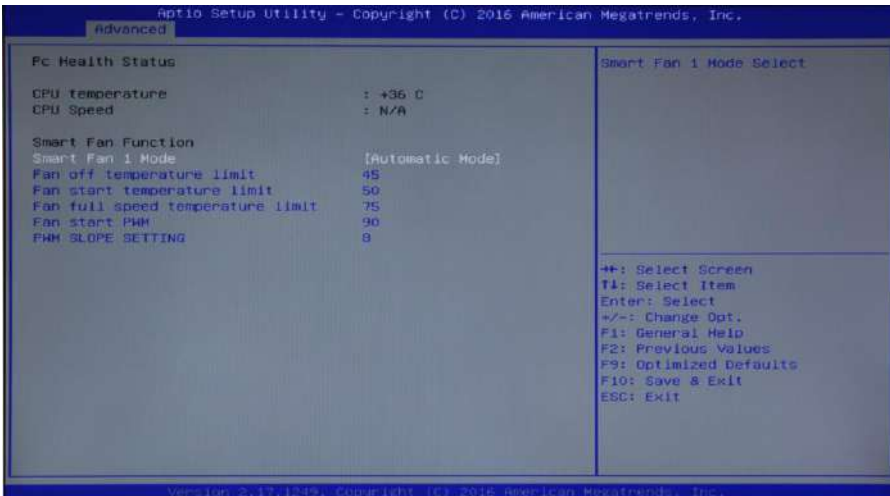 Aptio Setup Utility - Copyright (C) 2016 American Megatrends, Inc.
Advanced
Pc Health Status
CPU temperature : +36 C
CPU Speed : N/A
Smart Fan Function
Smart Fan 1 Mode [Automatic Mode]
Fan off temperature limit 45
Fan start temperature limit 50
Fan full speed temperature limit 75
Fan start PWM 90
PWM SLOPE SETTING 8
Smart Fan 1 Mode Select
→←: Select Screen
↑↓: Select Item
Enter: Select
+/-: Change Opt.
F1: General Help
F2: Previous Values
F9: Optimized Defaults
F10: Save & Exit
ESC: Exit
Version 2.17.1249. Copyright (C) 2016 American Megatrends, Inc.